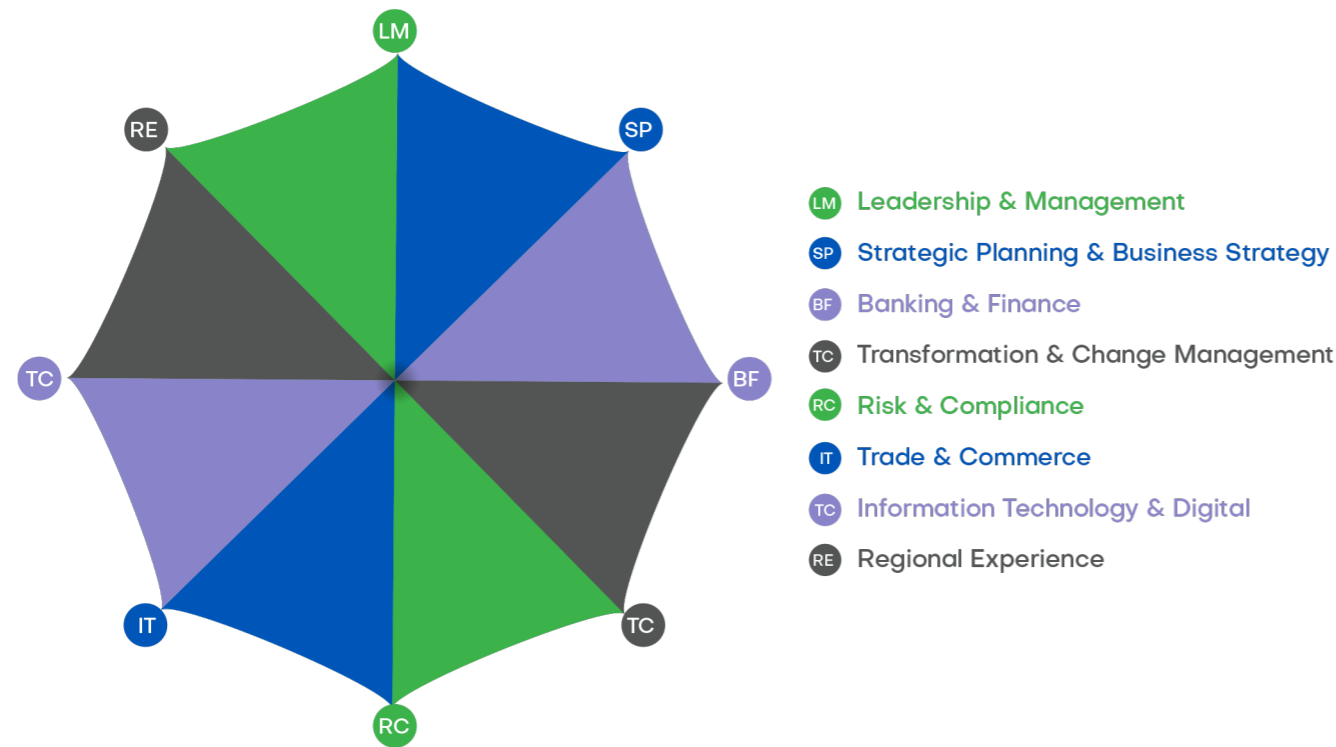 LM
RE
SP
TC
BF
IT
TC
RC
LM Leadership & Management
SP Strategic Planning & Business Strategy
BF Banking & Finance
TC Transformation & Change Management
RC Risk & Compliance
IT Trade & Commerce
TC Information Technology & Digital
RE Regional Experience